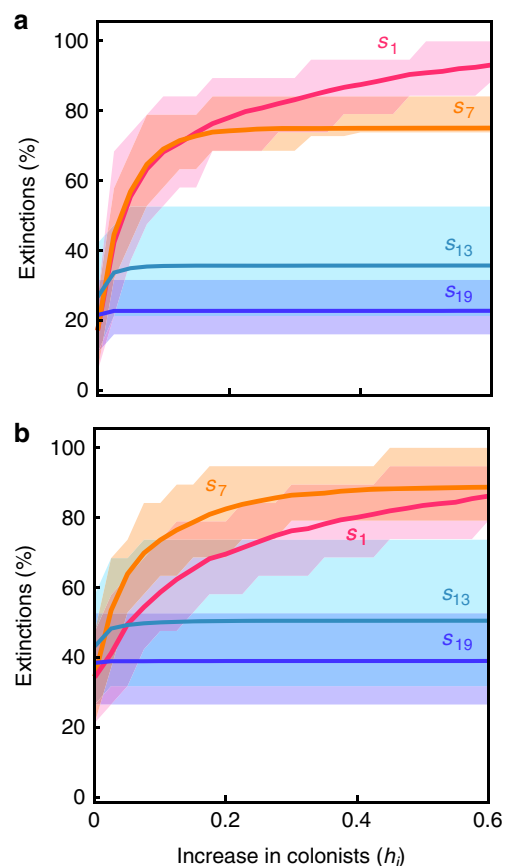 a
100
80
60
40
20
0
Extinctions (%)
s1
s7
s13
s19
b
100
80
60
40
20
0
Extinctions (%)
s7
s1
s13
s19
0 0.2 0.4 0.6
Increase in colonists (hi)